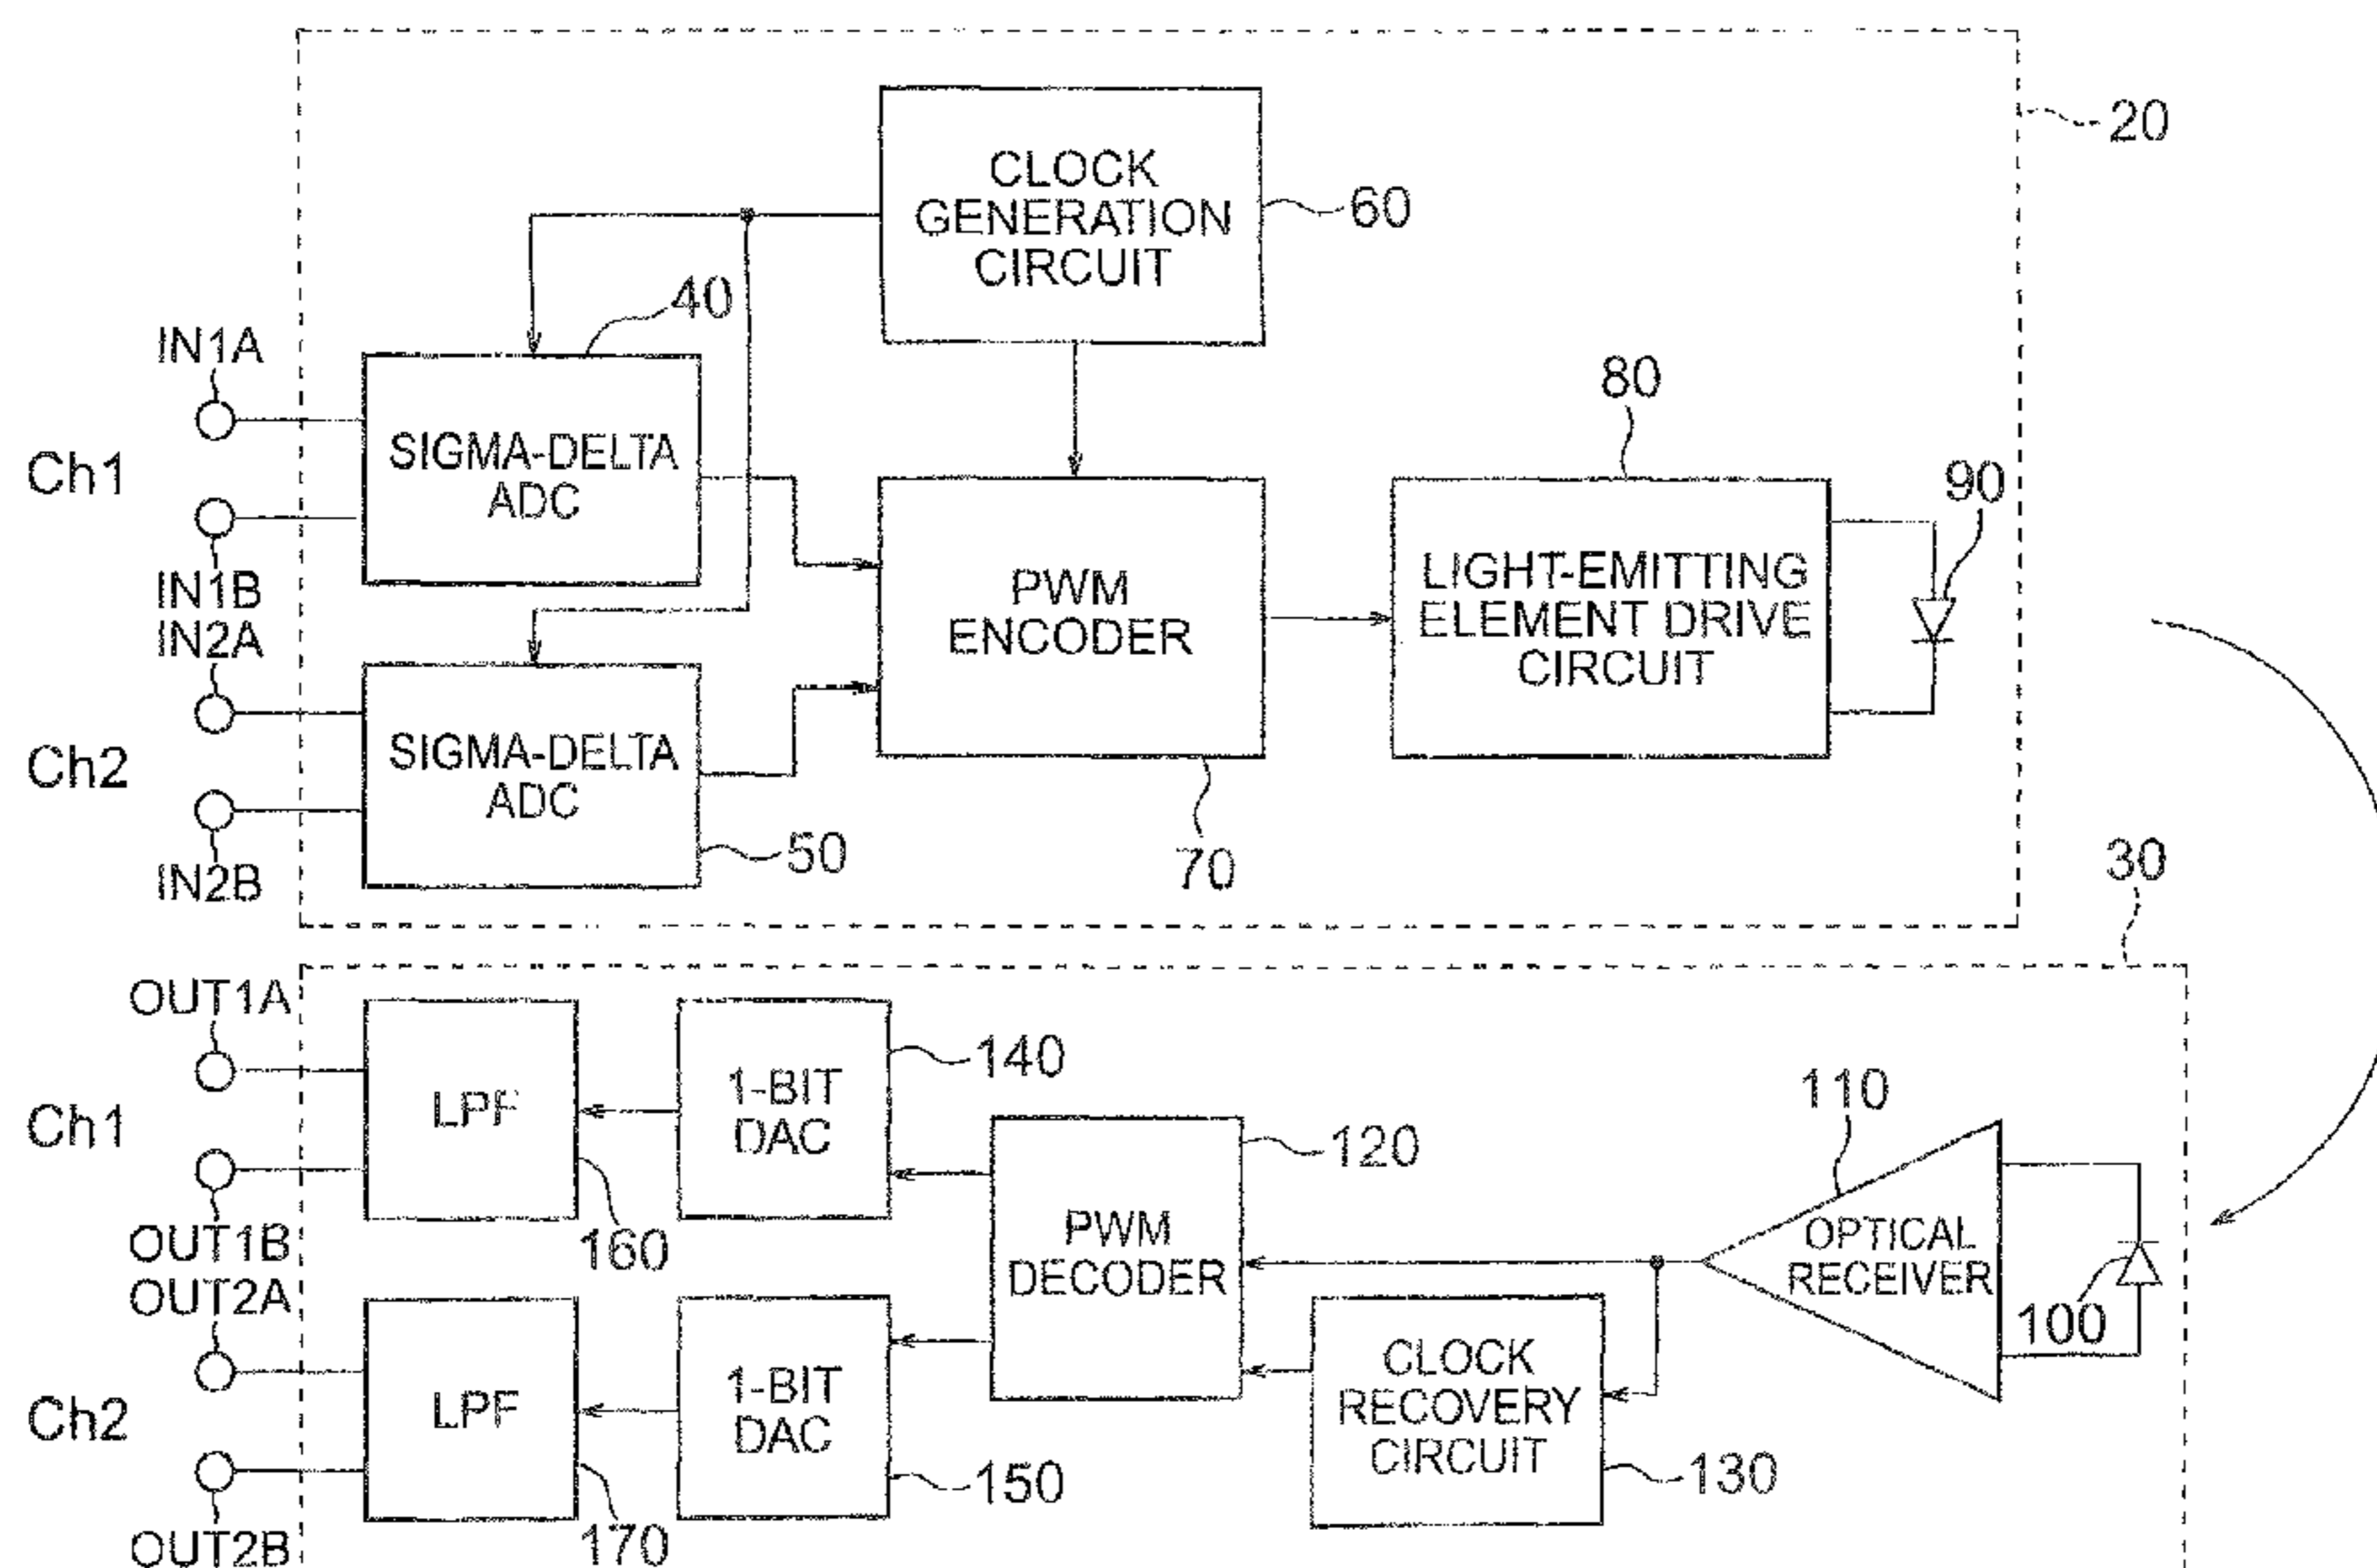 20
CLOCK
GENERATION
CIRCUIT
60
40
IN1A
SIGMA-DELTA
ADC
Ch1
IN1B
80
90
PWM
ENCODER
LIGHT-EMITTING
ELEMENT DRIVE
CIRCUIT
IN2A
SIGMA-DELTA
ADC
Ch2
IN2B
50
70
30
OUT1A
LPF
1-BIT
DAC
140
Ch1
OUT1B
160
120
110
PWM
DECODER
OPTICAL
RECEIVER
100
OUT2A
LPF
1-BIT
DAC
Ch2
CLOCK
RECOVERY
CIRCUIT
130
150
170
OUT2B